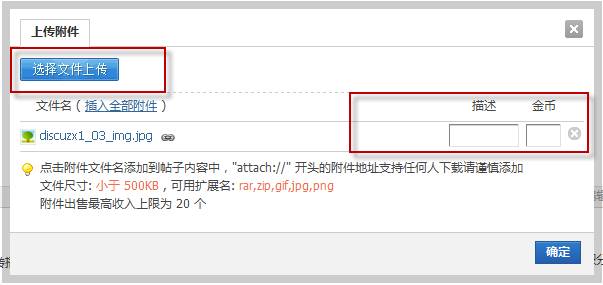 上传附件
选择文件上传
文件名 ( 插入全部附件 ) 描述 金币
discuzx1_03_img.jpg
点击附件文件名添加到帖子内容中，"attach://" 开头的附件地址支持任何人下载请谨慎添加
文件尺寸: 小于 500KB , 可用扩展名: rar,zip,gif,jpg,png
附件出售最高收入上限为 20 个
确定